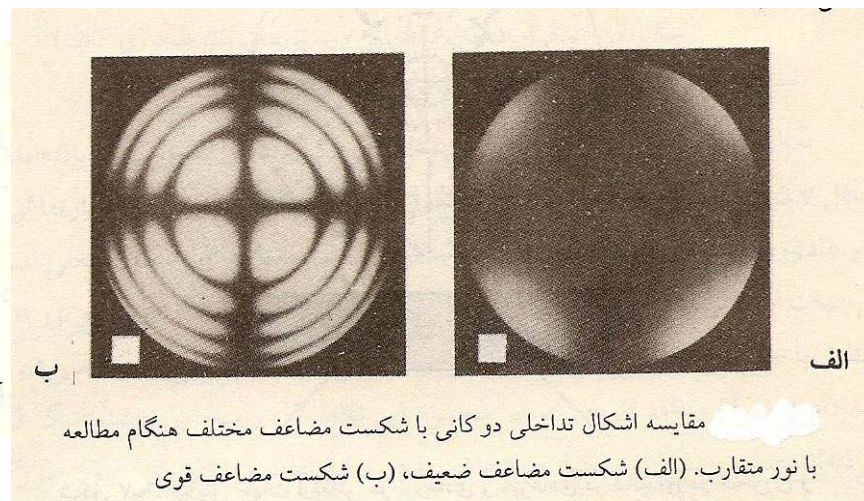 الف
ب
مقایسه اشکال تداخلی دو کانی با شکست مضاعف مختلف هنگام مطالعه
با نور متقارب. (الف) شکست مضاعف ضعیف، (ب) شکست مضاعف قوی